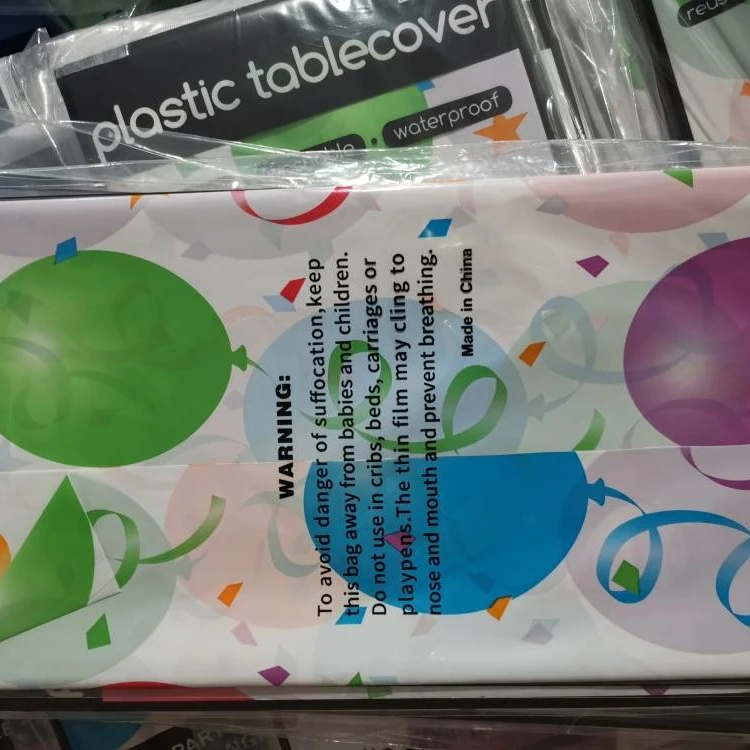 plastic tablecover
waterproof
WARNING:
To avoid danger of suffocation,keep
this bag away from babies and children.
Do not use in cribs, beds, carriages or
playpens.The thin film may cling to
nose and mouth and prevent breathing.
Made in China